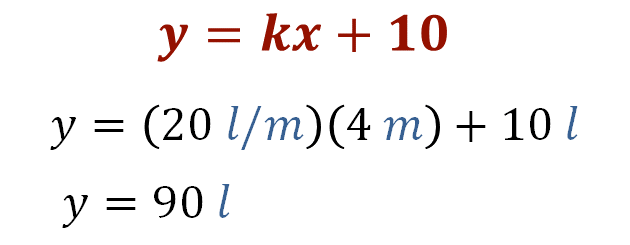 y = kx + 10
y = (20 l/m)(4 m) + 10 l
y = 90 l